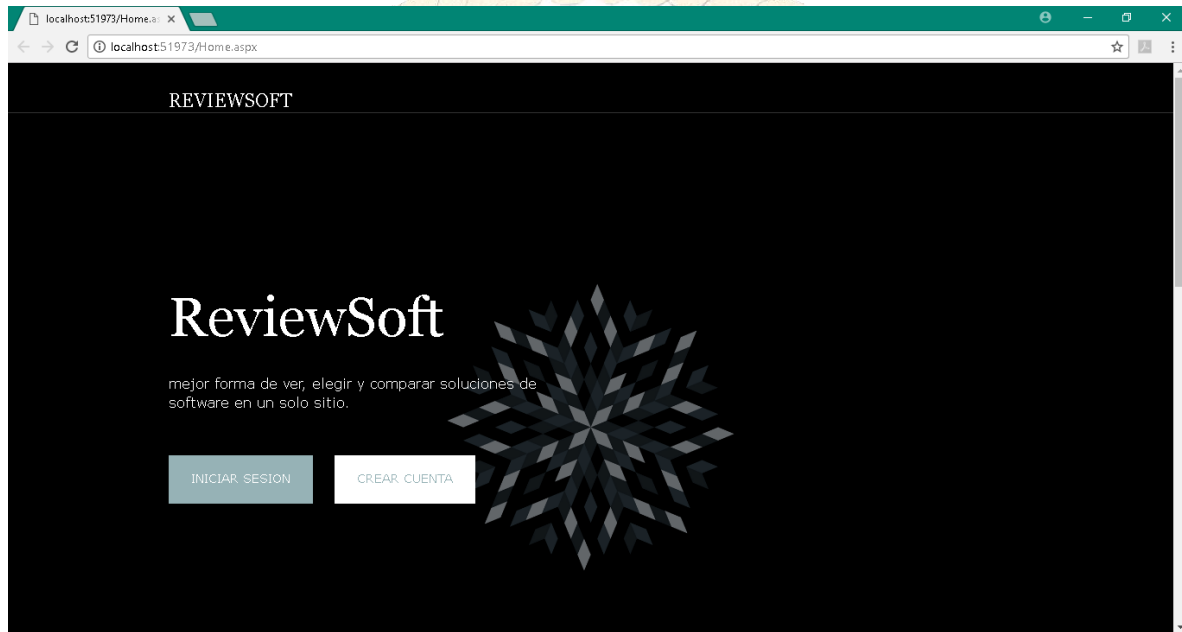 localhost:51973/Home.as
localhost:51973/Home.aspx
REVIEWSOFT
ReviewSoft
mejor forma de ver, elegir y comparar soluciones de
software en un solo sitio.
INICIAR SESION
CREAR CUENTA